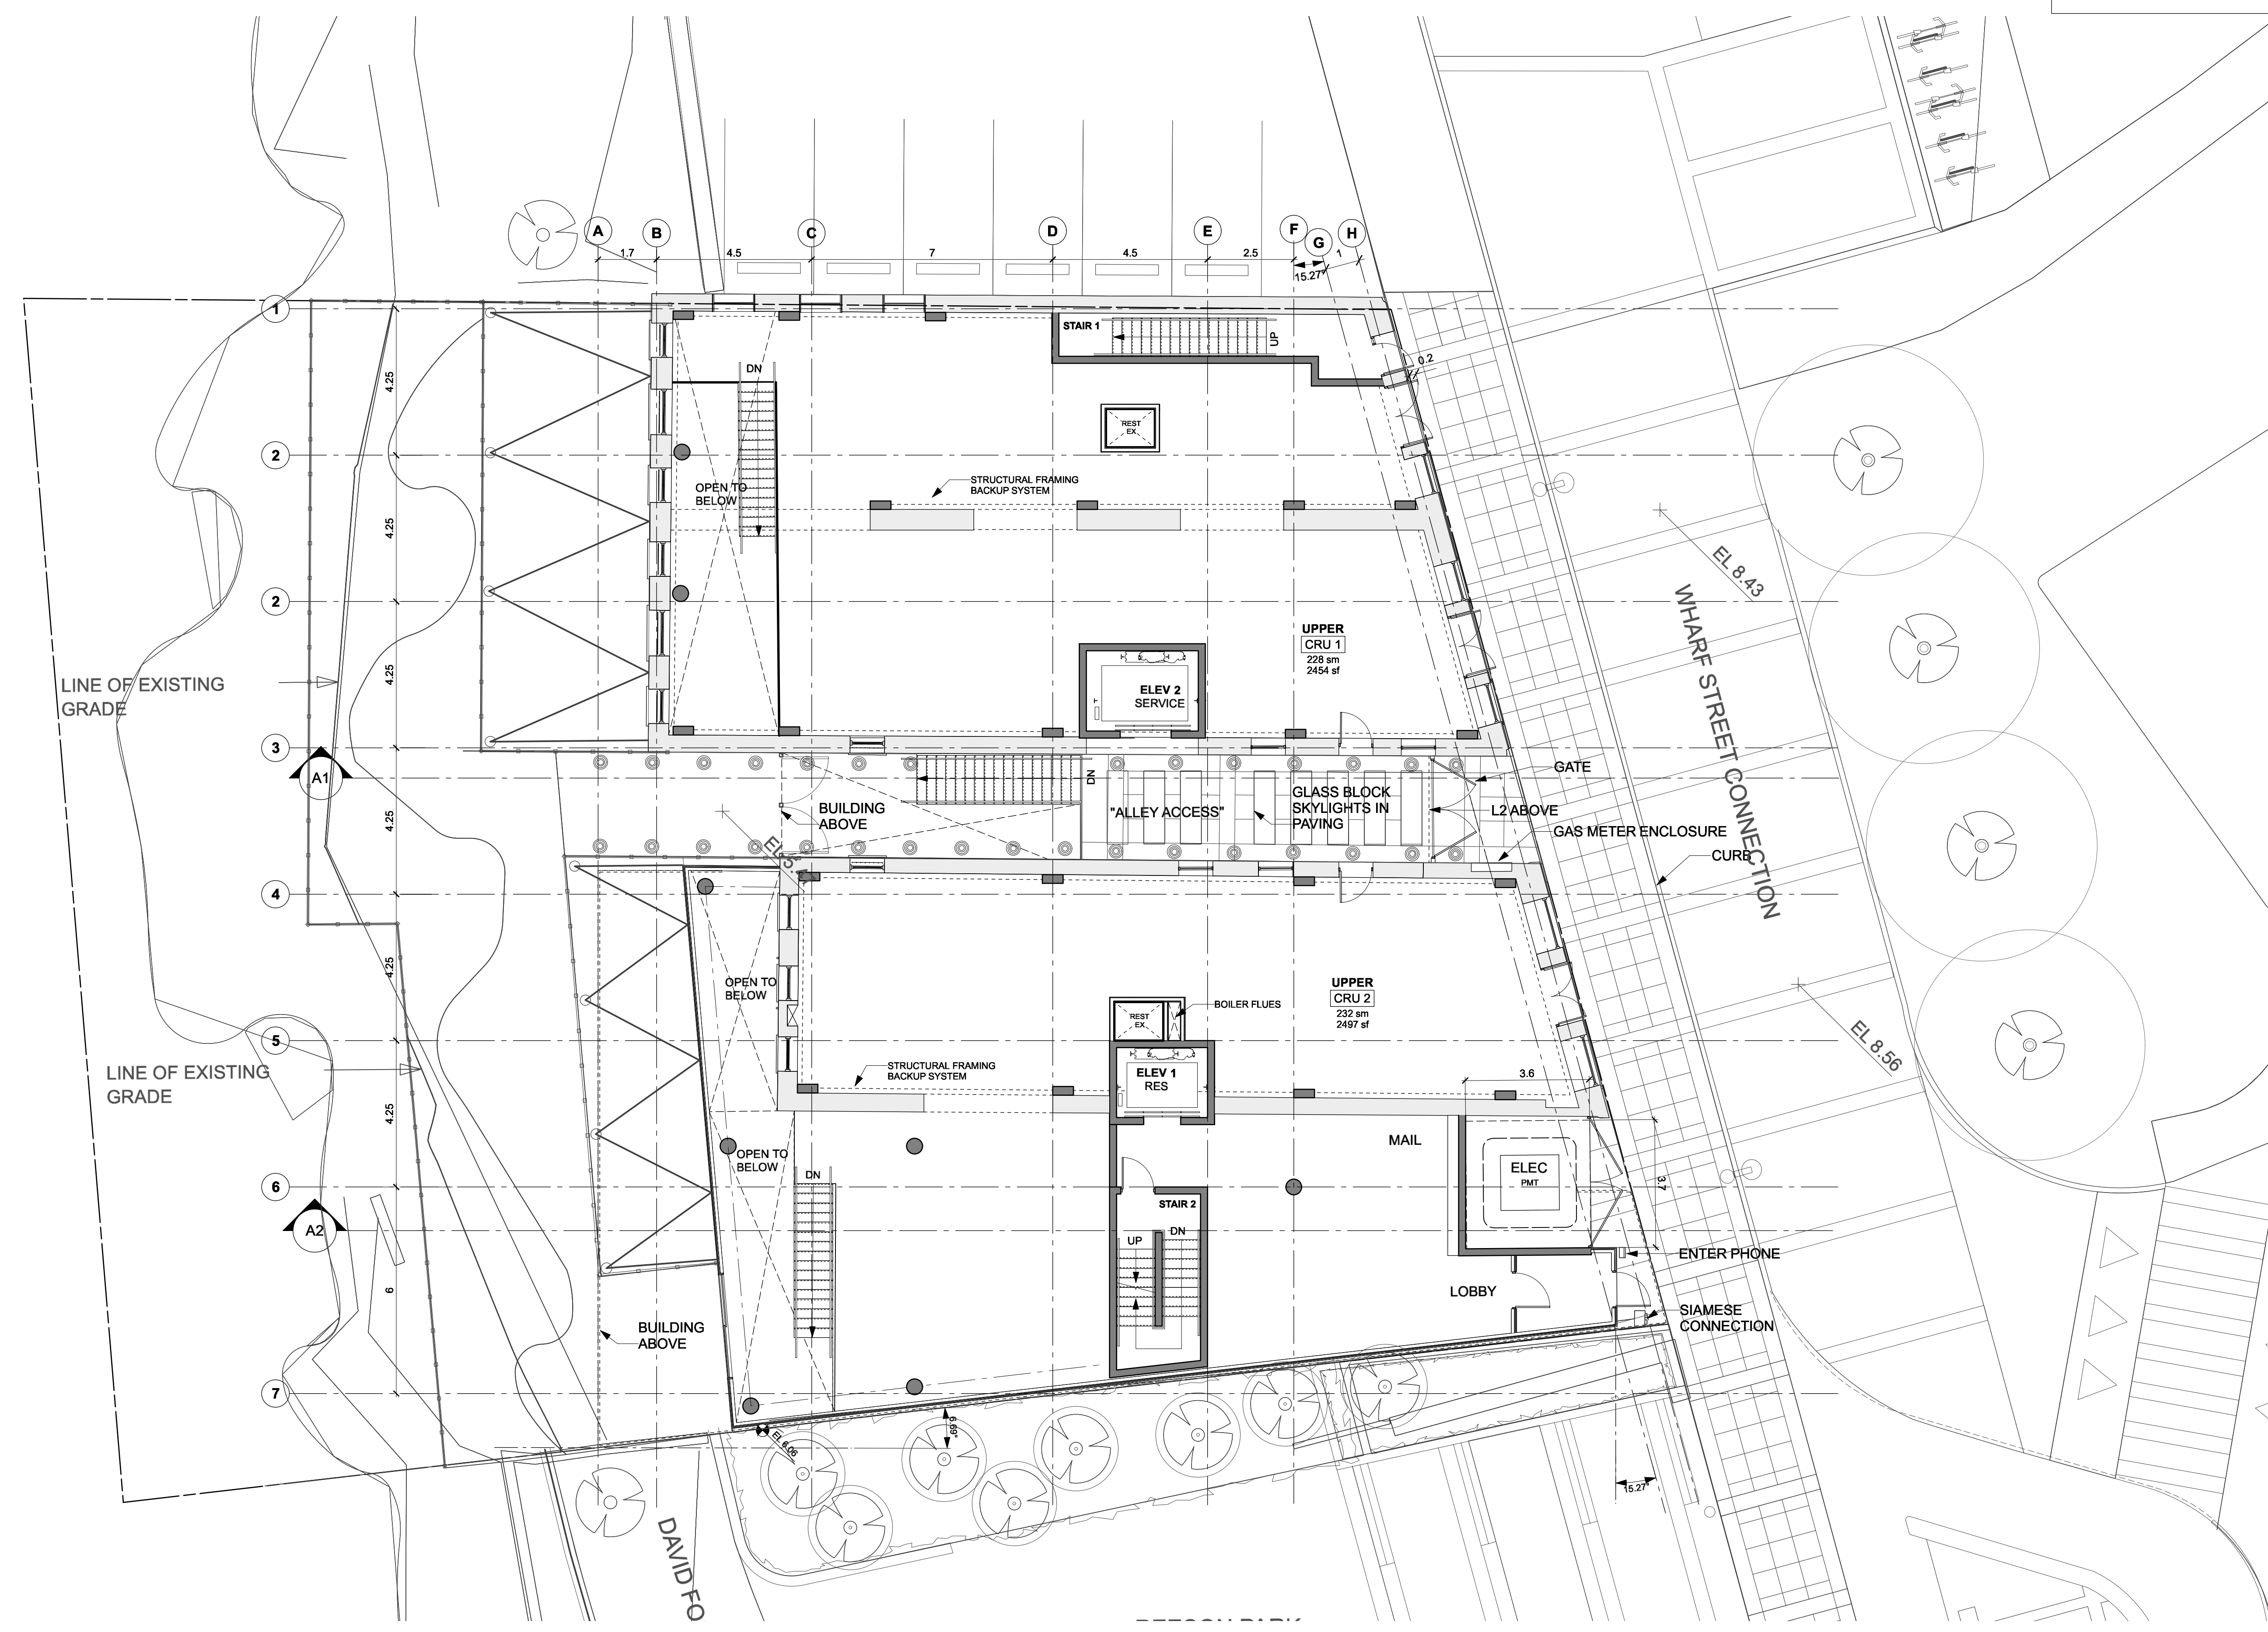 A
B
C
D
E
F
G
H
1.7
4.5
7
4.5
2.5
15.27°
1
1
STAIR 1
UP
0.2
DN
4.25
REST
EX
2
OPEN TO
BELOW
STRUCTURAL FRAMING
BACKUP SYSTEM
4.25
EL 8.43
2
WHARF STREET CONNECTION
UPPER
CRU 1
228 sm
2454 sf
4.25
LINE OF EXISTING
GRADE
ELEV 2
SERVICE
3
A1
DN
GATE
BUILDING
ABOVE
"ALLEY ACCESS"
GLASS BLOCK
SKYLIGHTS IN
PAVING
L2 ABOVE
GAS METER ENCLOSURE
4.25
CURB
4
4.25
OPEN TO
BELOW
UPPER
CRU 2
232 sm
2497 sf
BOILER FLUES
REST
EX
EL 8.56
5
LINE OF EXISTING
GRADE
STRUCTURAL FRAMING
BACKUP SYSTEM
ELEV 1
RES
3.6
4.25
MAIL
OPEN TO
BELOW
DN
ELEC
PMT
3.7
6
STAIR 2
A2
UP
DN
ENTER PHONE
6
LOBBY
SIAMESE
CONNECTION
BUILDING
ABOVE
7
6.69°
EL 6.06
15.27°
DAVID FO